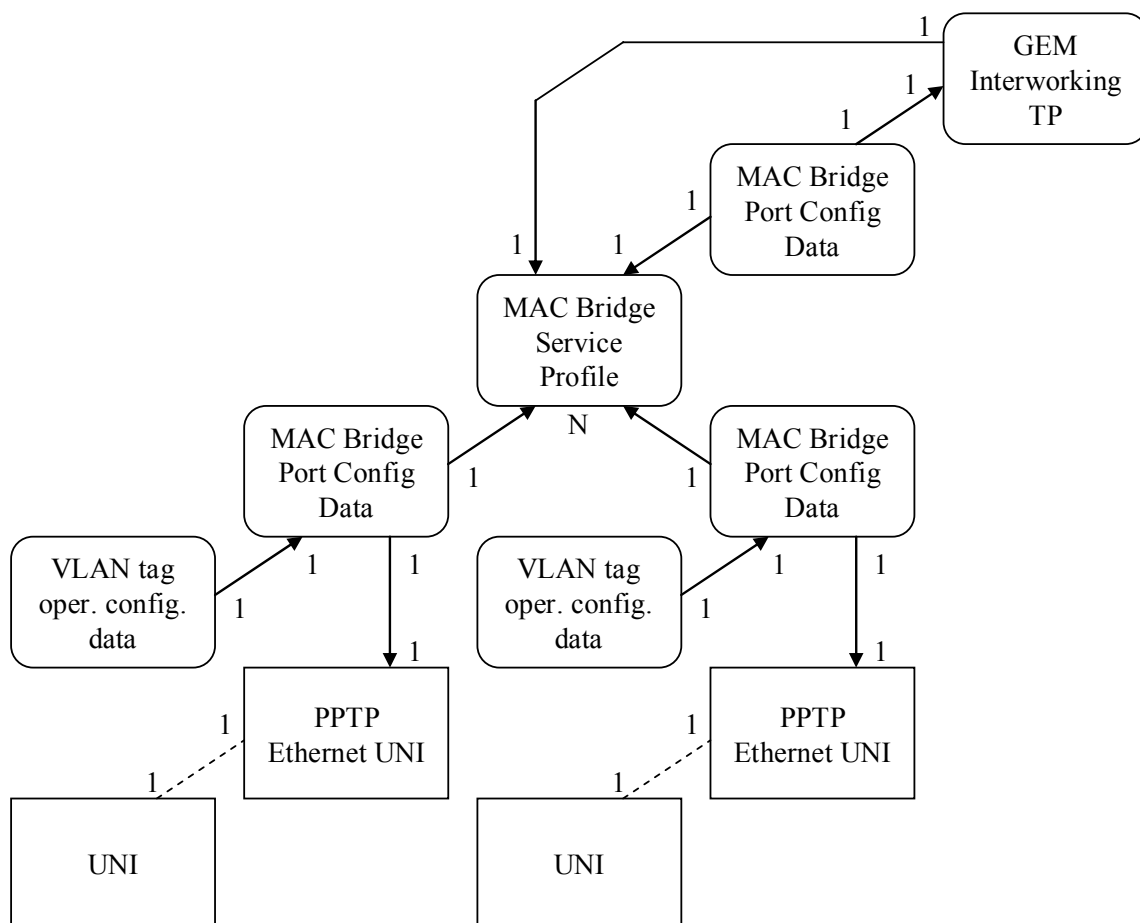 1
GEM
Interworking
TP
1
1
MAC Bridge
Port Config
Data
1
1
1
MAC Bridge
Service
Profile
N
MAC Bridge
Port Config
Data
1
1
MAC Bridge
Port Config
Data
VLAN tag
oper. config.
data
1
1
1
1
VLAN tag
oper. config.
data
1
1
1
1
PPTP
Ethernet UNI
1
1
PPTP
Ethernet UNI
1
1
UNI
UNI